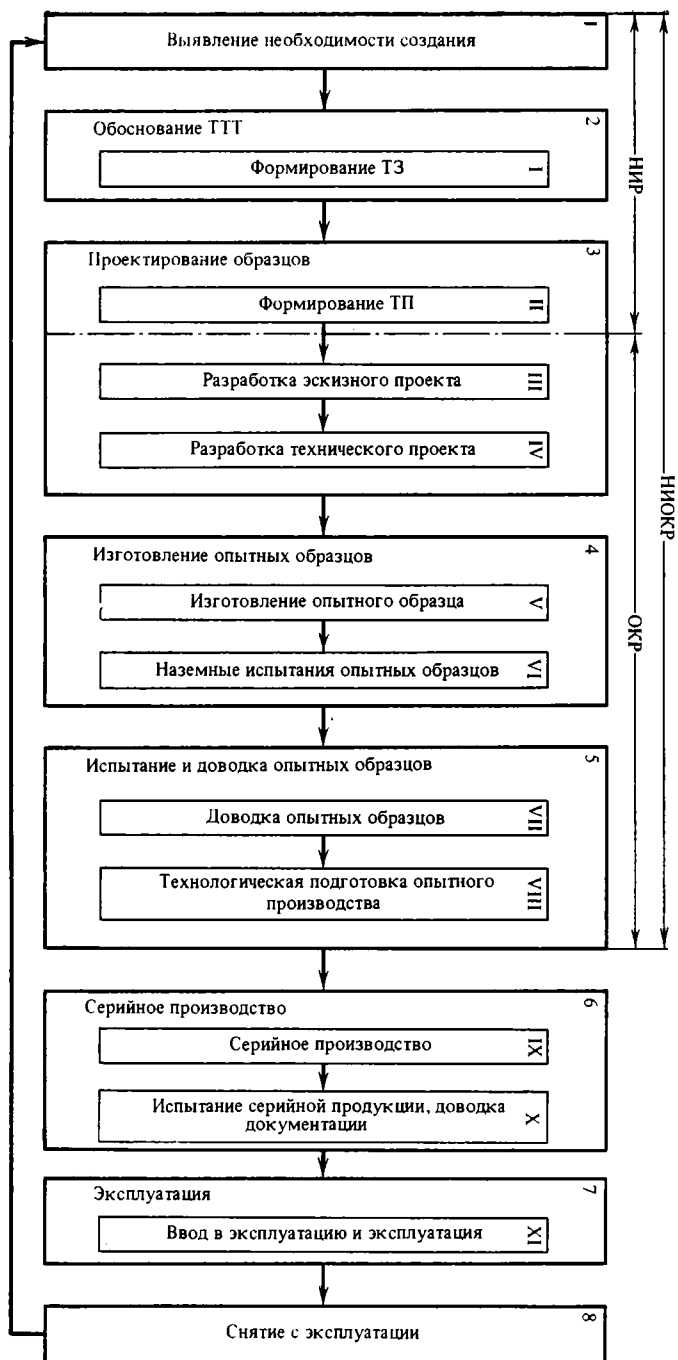 1
Выявление необходимости создания
2
Обоснование ТТТ
I
Формирование ТЗ
3
Проектирование образцов
II
Формирование ТП
III
Разработка эскизного проекта
IV
Разработка технического проекта
4
Изготовление опытных образцов
V
Изготовление опытного образца
VI
Наземные испытания опытных образцов
5
Испытание и доводка опытных образцов
VII
Доводка опытных образцов
VIII
Технологическая подготовка опытного
производства
6
Серийное производство
IX
Серийное производство
X
Испытание серийной продукции, доводка
документации
7
Эксплуатация
XI
Ввод в эксплуатацию и эксплуатация
8
Снятие с эксплуатации
НИР
ОКР
НИОКР